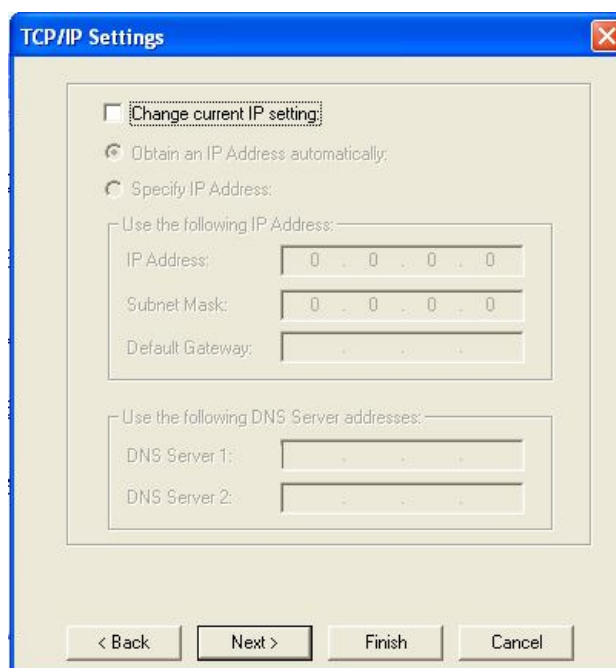 TCP/IP Settings
Change current IP setting:
Obtain an IP Address automatically:
Specify IP Address:
Use the following IP Address:
IP Address: 0 . 0 . 0 . 0
Subnet Mask: 0 . 0 . 0 . 0
Default Gateway: . . .
Use the following DNS Server addresses:
DNS Server 1: . . .
DNS Server 2: . . .
< Back Next > Finish Cancel